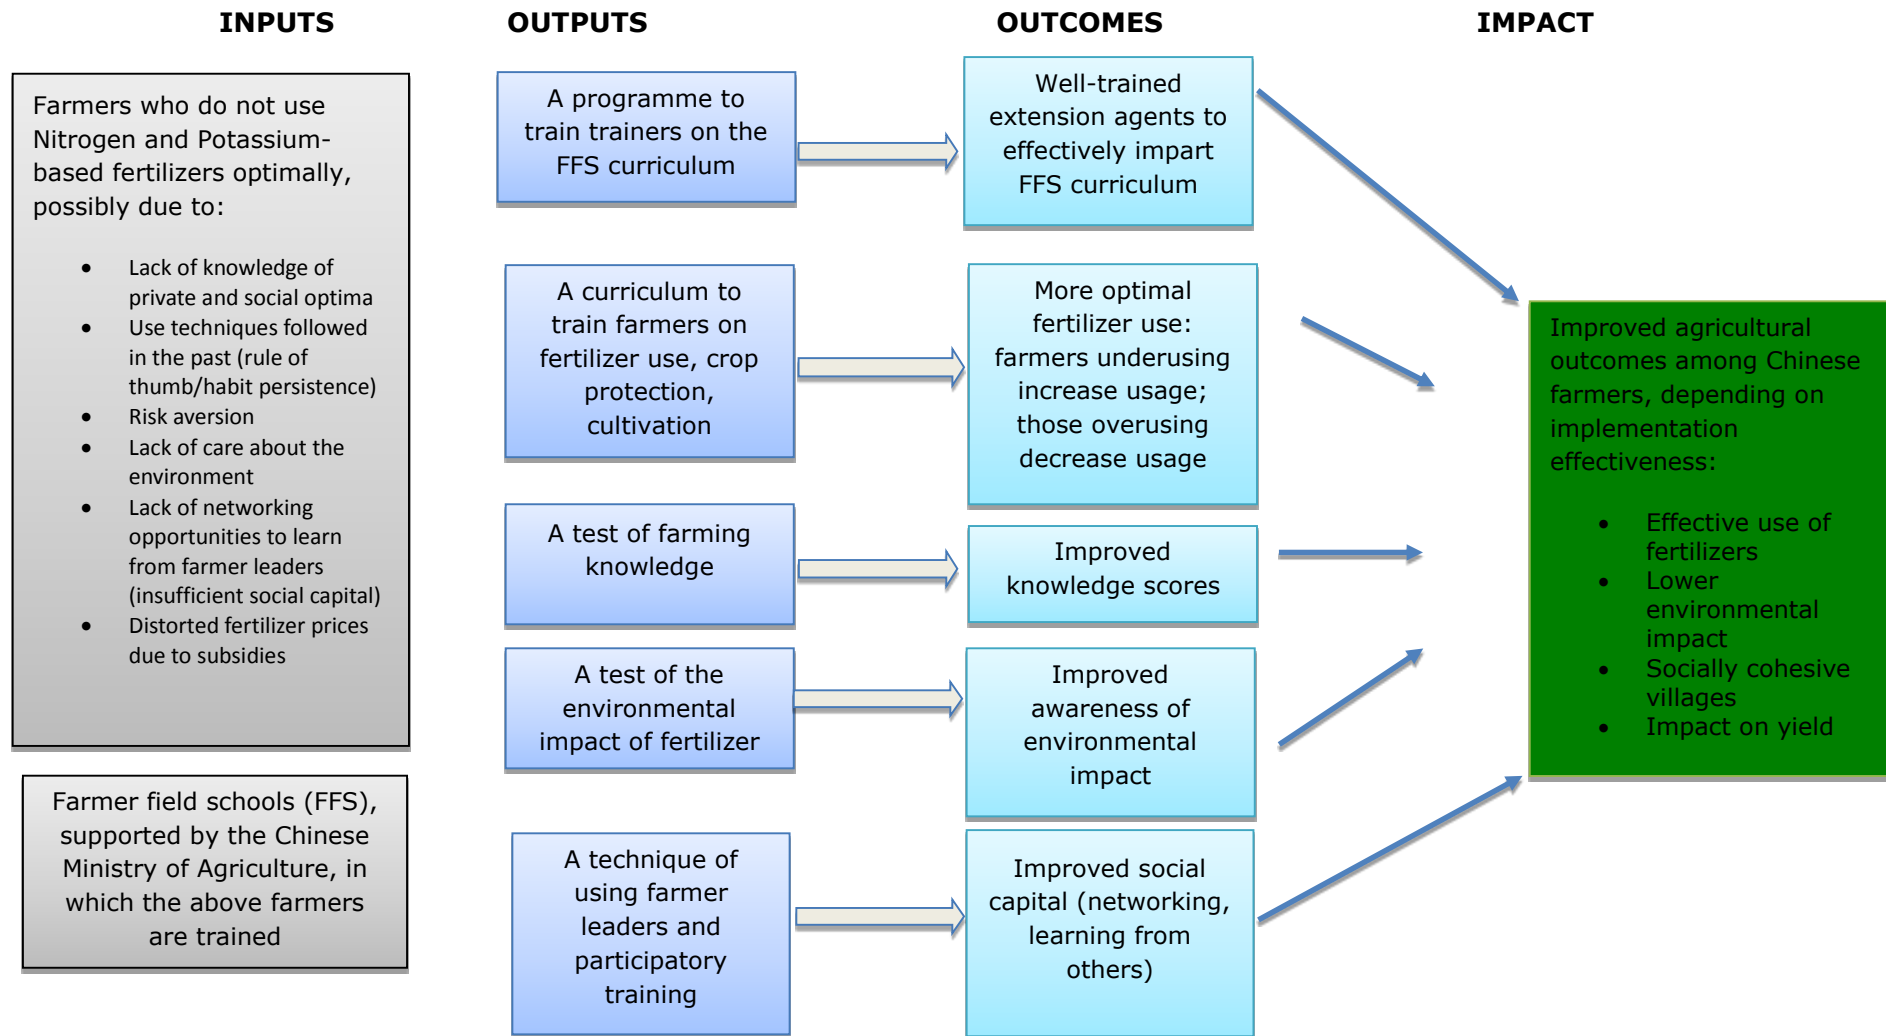 INPUTS
OUTPUTS
OUTCOMES
IMPACT
Farmers who do not use
Nitrogen and Potassium-
based fertilizers optimally,
possibly due to:
• Lack of knowledge of
private and social optima
• Use techniques followed
in the past (rule of
thumb/habit persistence)
• Risk aversion
• Lack of care about the
environment
• Lack of networking
opportunities to learn
from farmer leaders
(insufficient social capital)
• Distorted fertilizer prices
due to subsidies
Farmer field schools (FFS),
supported by the Chinese
Ministry of Agriculture, in
which the above farmers
are trained
A programme to
train trainers on the
FFS curriculum
A curriculum to
train farmers on
fertilizer use, crop
protection,
cultivation
A test of farming
knowledge
A test of the
environmental
impact of fertilizer
A technique of
using farmer
leaders and
participatory
training
Well-trained
extension agents to
effectively impart
FFS curriculum
More optimal
fertilizer use:
farmers underusing
increase usage;
those overusing
decrease usage
Improved
knowledge scores
Improved
awareness of
environmental
impact
Improved social
capital (networking,
learning from
others)
Improved agricultural
outcomes among Chinese
farmers, depending on
implementation
effectiveness:
• Effective use of
fertilizers
• Lower
environmental
impact
• Socially cohesive
villages
• Impact on yield